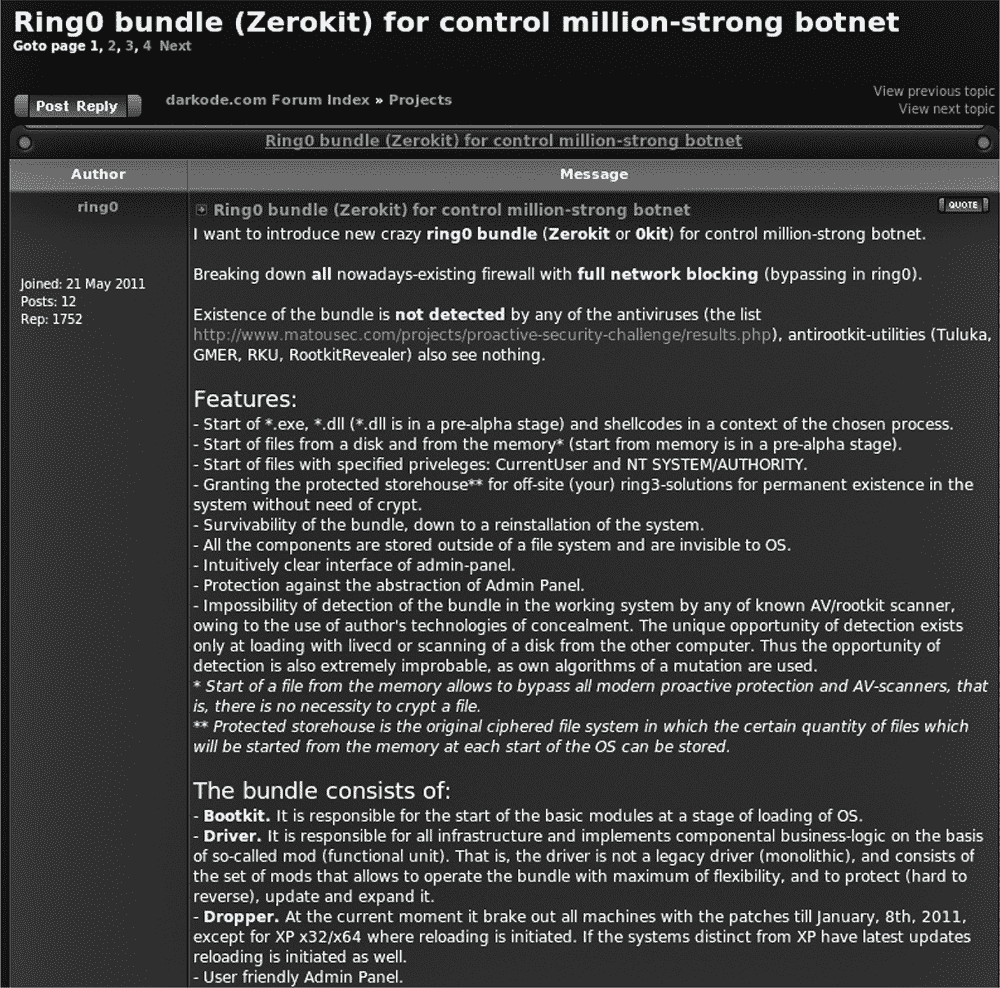 Ring0 bundle (Zerokit) for control million-strong botnet
Goto page 1, 2, 3, 4 Next
View previous topic
Post Reply darkode.com Forum Index » Projects
View next topic
Ring0 bundle (Zerokit) for control million-strong botnet
Author Message
ring0
Joined: 21 May 2011
Posts: 12
Rep: 1752
Ring0 bundle (Zerokit) for control million-strong botnet QUOTE
I want to introduce new crazy ring0 bundle (Zerokit or 0kit) for control million-strong botnet.
Breaking down all nowadays-existing firewall with full network blocking (bypassing in ring0).
Existence of the bundle is not detected by any of the antiviruses (the list
http://www.matousec.com/projects/proactive-security-challenge/results.php), antirootkit-utilities (Tuluka,
GMER, RKU, RootkitRevealer) also see nothing.
Features:
- Start of *.exe, *.dll (*.dll is in a pre-alpha stage) and shellcodes in a context of the chosen process.
- Start of files from a disk and from the memory* (start from memory is in a pre-alpha stage).
- Start of files with specified priveleges: CurrentUser and NT SYSTEM/AUTHORITY.
- Granting the protected storehouse** for off-site (your) ring3-solutions for permanent existence in the
system without need of crypt.
- Survivability of the bundle, down to a reinstallation of the system.
- All the components are stored outside of a file system and are invisible to OS.
- Intuitively clear interface of admin-panel.
- Protection against the abstraction of Admin Panel.
- Impossibility of detection of the bundle in the working system by any of known AV/rootkit scanner,
owing to the use of author's technologies of concealment. The unique opportunity of detection exists
only at loading with livecd or scanning of a disk from the other computer. Thus the opportunity of
detection is also extremely improbable, as own algorithms of a mutation are used.
* Start of a file from the memory allows to bypass all modern proactive protection and AV-scanners, that
is, there is no necessity to crypt a file.
** Protected storehouse is the original ciphered file system in which the certain quantity of files which
will be started from the memory at each start of the OS can be stored.
The bundle consists of:
- Bootkit. It is responsible for the start of the basic modules at a stage of loading of OS.
- Driver. It is responsible for all infrastructure and implements componental business-logic on the basis
of so-called mod (functional unit). That is, the driver is not a legacy driver (monolithic), and consists of
the set of mods that allows to operate the bundle with maximum of flexibility, and to protect (hard to
reverse), update and expand it.
- Dropper. At the current moment it brake out all machines with the patches till January, 8th, 2011,
except for XP x32/x64 where reloading is initiated. If the systems distinct from XP have latest updates
reloading is initiated as well.
- User friendly Admin Panel.